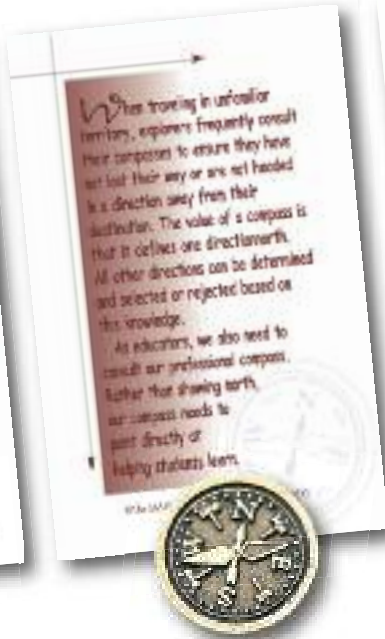 When traveling in unfamiliar
territory, explorers frequently consult
their compasses to ensure they have
not lost their way or are not headed
in a direction away from their
destination. The value of a compass is
that it defines one direction:north.
All other directions can be determined
and selected or rejected based on
this knowledge.
As educators, we also need to
consult our professional compass.
Rather than showing north,
our compass needs to
point directly at
helping students learn.
N
E
S